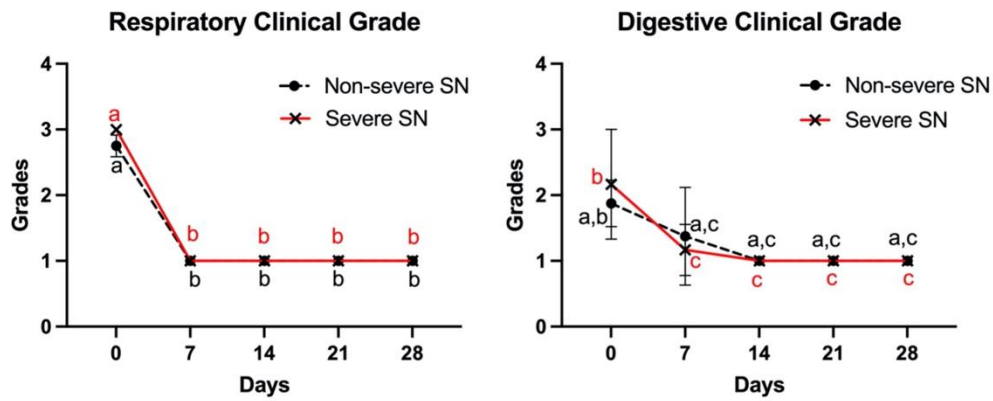 Respiratory Clinical Grade
4
3
2
1
0
Grades
Non-severe SN
Severe SN
a
a
b
b
b
b
b
b
b
b
0
7
14
21
28
Days
Digestive Clinical Grade
4
3
2
1
0
Grades
Non-severe SN
Severe SN
b
a,b
a,c
a,c
a,c
a,c
c
c
c
c
0
7
14
21
28
Days